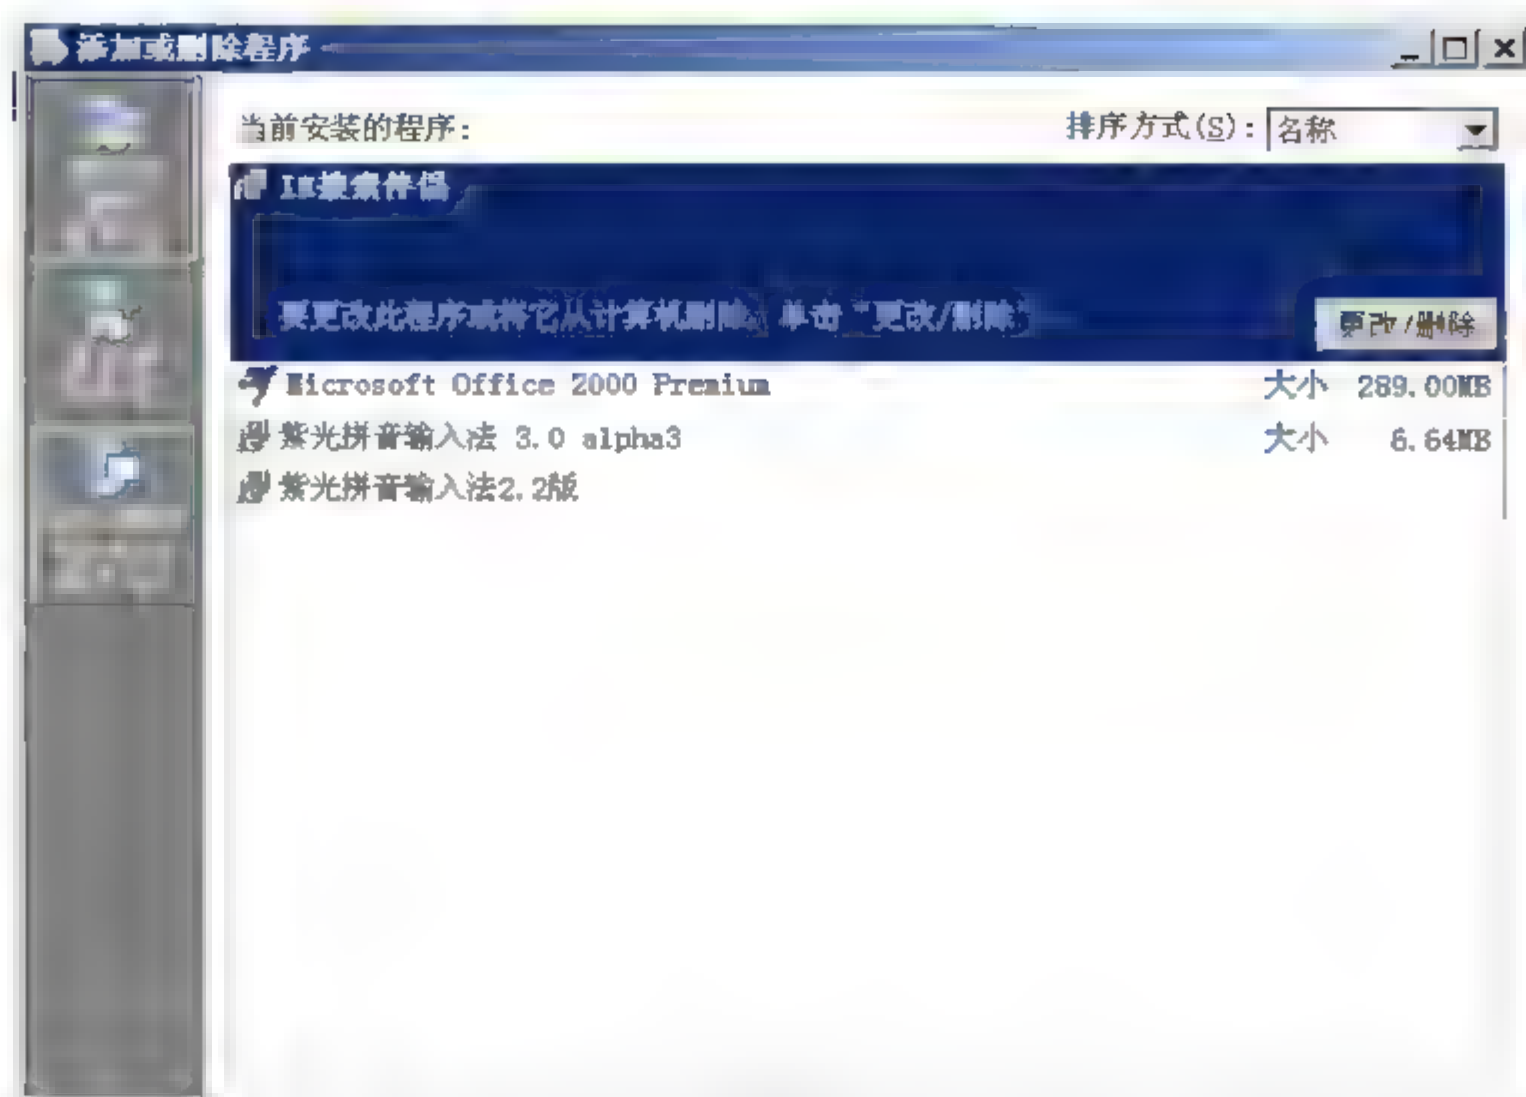 添加或删除程序
当前安装的程序: 排序方式(S): 名称
IE搜索伴侣
要更改此程序或将它从计算机删除，单击“更改/删除”。 更改/删除
Microsoft Office 2000 Premium 大小 289.00MB
紫光拼音输入法 3.0 alpha3 大小 6.64MB
紫光拼音输入法2.2版